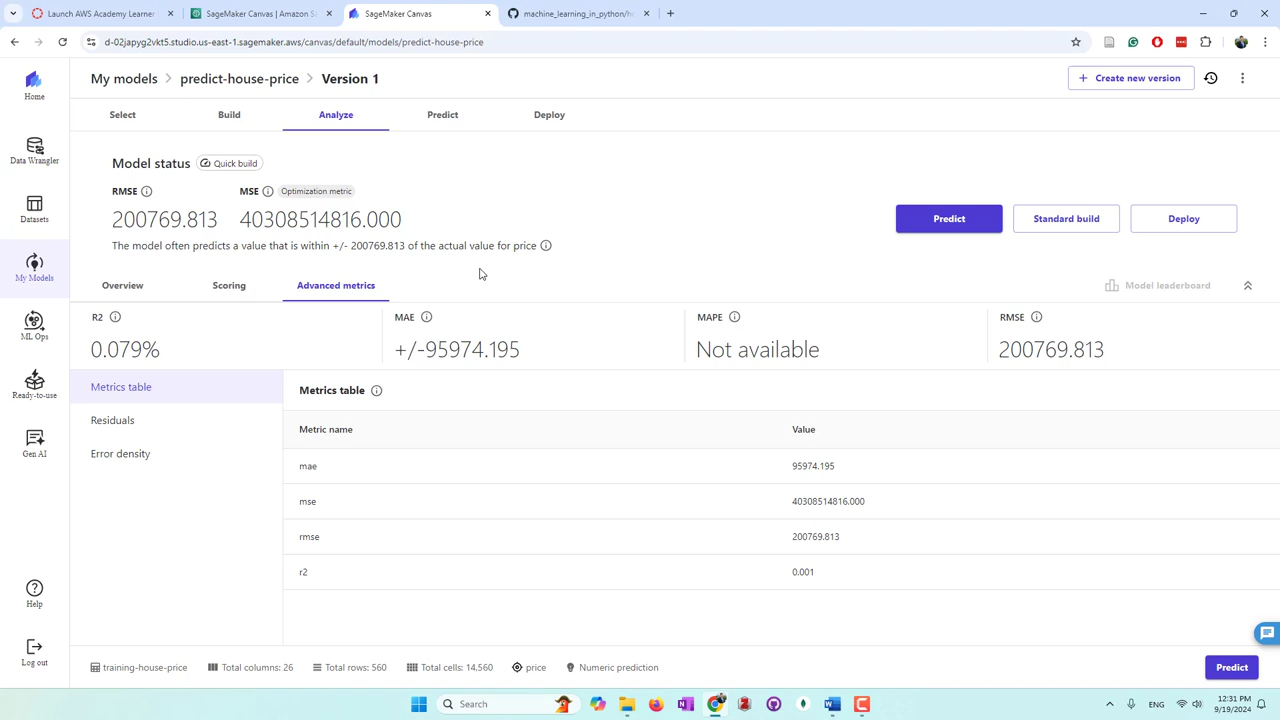 Launch AWS Academy Learner
SageMaker Canvas | Amazon S
SageMaker Canvas
machine_learning_in_python/ho
d-02japyg2vkt5.studio.us-east-1.sagemaker.aws/canvas/default/models/predict-house-price
Home
Data Wrangler
Datasets
My Models
ML Ops
Ready-to-use
Gen AI
Help
Log out
My models > predict-house-price > Version 1
+ Create new version
Select Build Analyze Predict Deploy
Model status Quick build
RMSE MSE Optimization metric
200769.813 40308514816.000
The model often predicts a value that is within +/- 200769.813 of the actual value for price
Predict Standard build Deploy
Overview Scoring Advanced metrics Model leaderboard
R2 MAE MAPE RMSE
0.079% +/-95974.195 Not available 200769.813
Metrics table
Residuals
Error density
Metrics table
Metric name Value
mae 95974.195
mse 40308514816.000
rmse 200769.813
r2 0.001
training-house-price Total columns: 26 Total rows: 560 Total cells: 14,560 price Numeric prediction Predict
Search
ENG
12:31 PM
9/19/2024